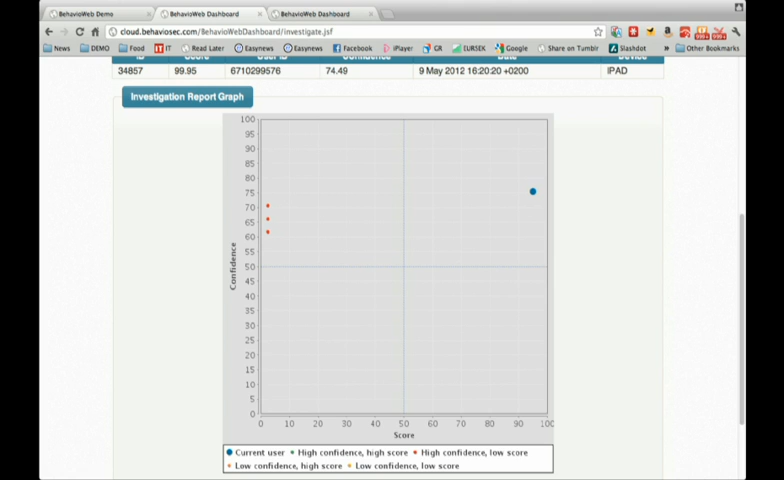 BehavioWeb Demo
BehavioWeb Dashboard
BehavioWeb Dashboard
cloud.behaviosec.com/BehavioWebDashboard/investigate.jsf
News DEMO Food IT Read Later Easynews Easynews Facebook iPlayer GR EURSEK Google Share on Tumblr Slashdot » Other Bookmarks
34857 99.95 6710299576 74.49 9 May 2012 16:20:20 +0200 IPAD
Investigation Report Graph
100
95
90
85
80
75
70
65
60
55
50
45
40
35
30
25
20
15
10
5
0
Confidence
0 10 20 30 40 50 60 70 80 90 100
Score
Current user High confidence, high score High confidence, low score
Low confidence, high score Low confidence, low score